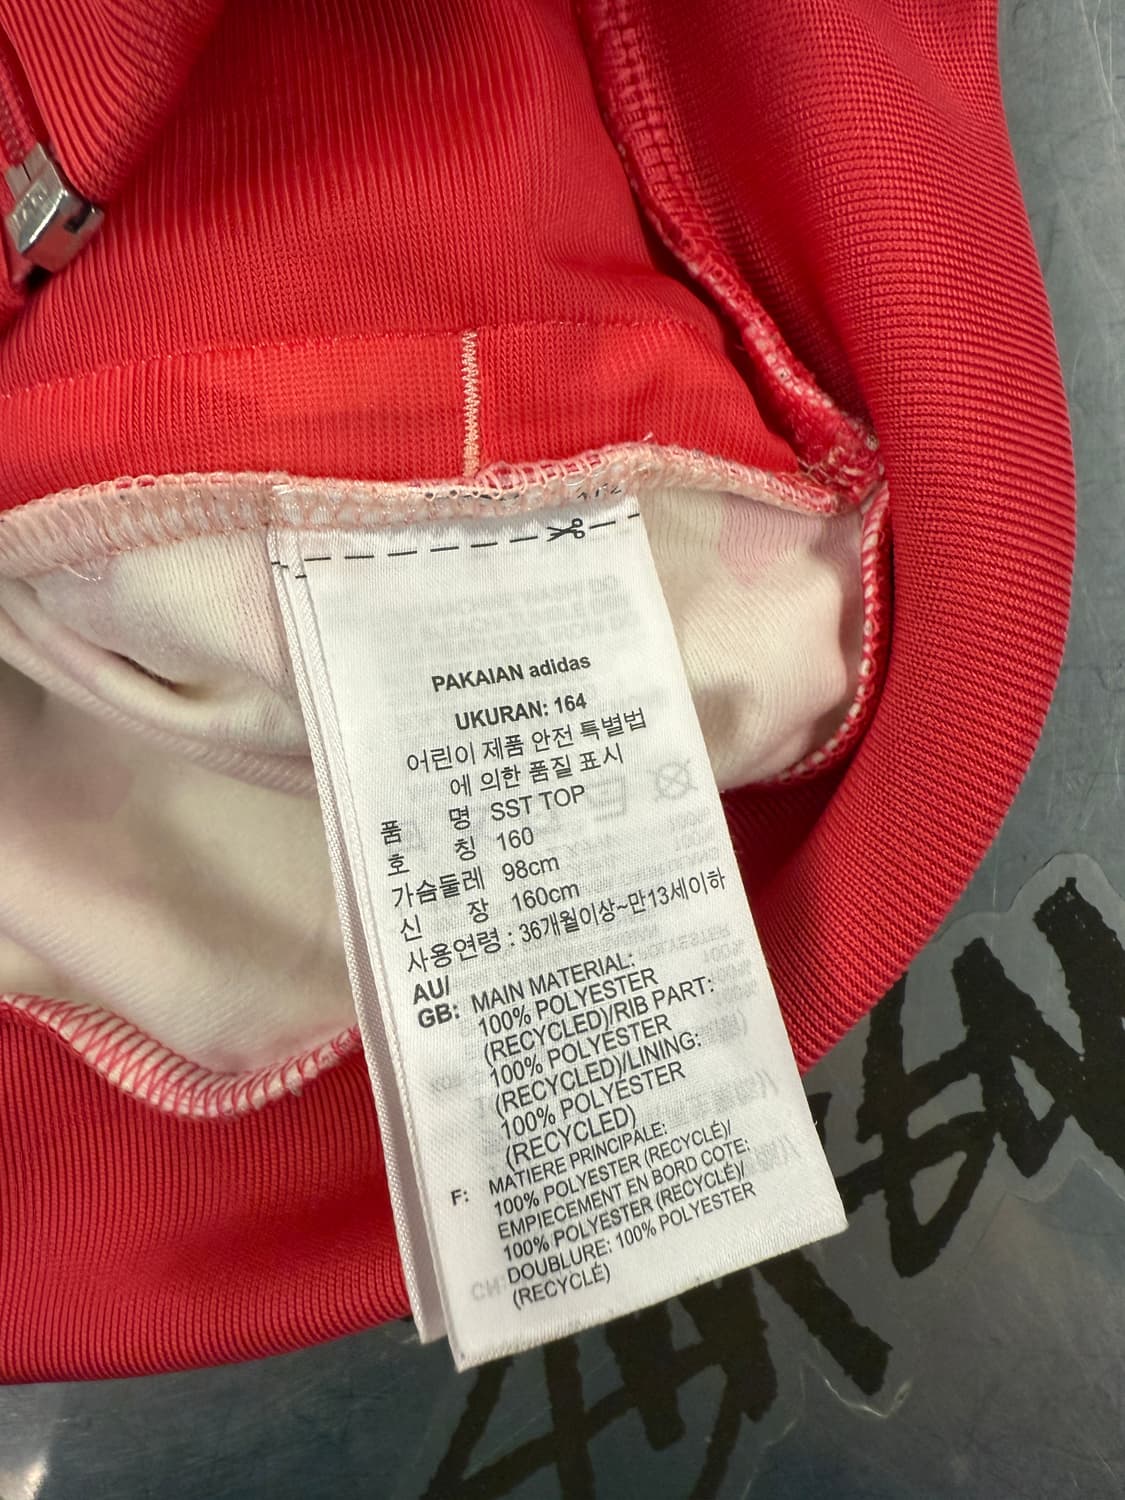 PAKAIAN adidas
UKURAN: 164
어린이 제품 안전 특별법
에 의한 품질 표시
품 명 SST TOP
호 칭 160
가슴둘레 98cm
신 장 160cm
사용연령 : 36개월이상~만13세이하
AU/
GB: MAIN MATERIAL:
100% POLYESTER
(RECYCLED)/RIB PART:
100% POLYESTER
(RECYCLED)/LINING:
100% POLYESTER
(RECYCLED)
F: MATIERE PRINCIPALE:
100% POLYESTER (RECYCLÉ)/
EMPIECEMENT EN BORD COTE:
100% POLYESTER (RECYCLÉ)/
DOUBLURE: 100% POLYESTER
(RECYCLÉ)